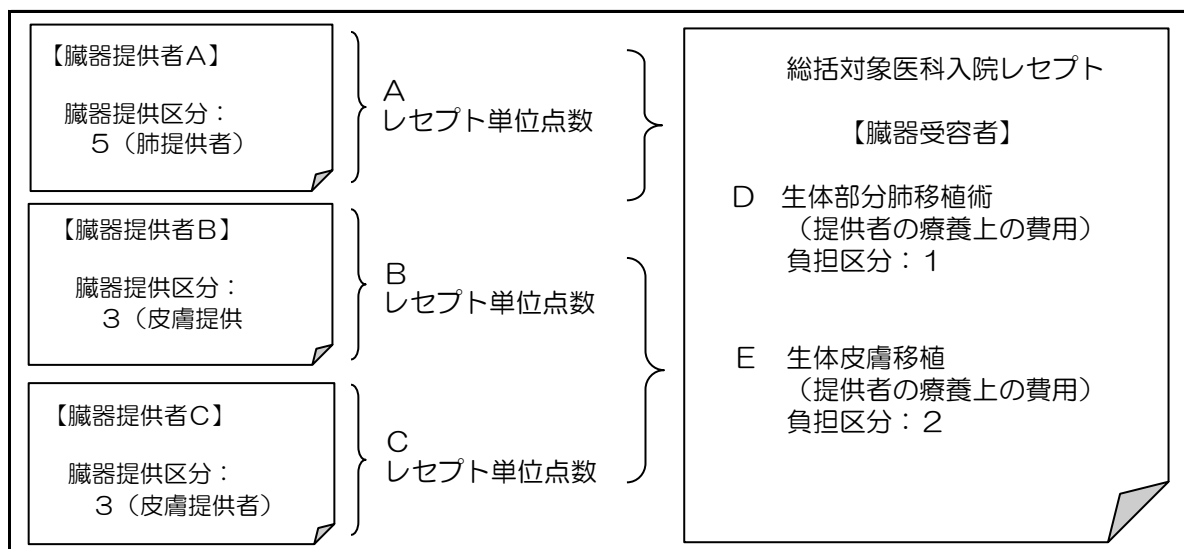 【臓器提供者A】
臓器提供区分：
5（肺提供者）
A
レセプト単位点数
【臓器提供者B】
臓器提供区分：
3（皮膚提供
B
レセプト単位点数
【臓器提供者C】
臓器提供区分：
3（皮膚提供者）
C
レセプト単位点数
総括対象医科入院レセプト
【臓器受容者】
D 生体部分肺移植術
（提供者の療養上の費用）
負担区分：1
E 生体皮膚移植
（提供者の療養上の費用）
負担区分：2